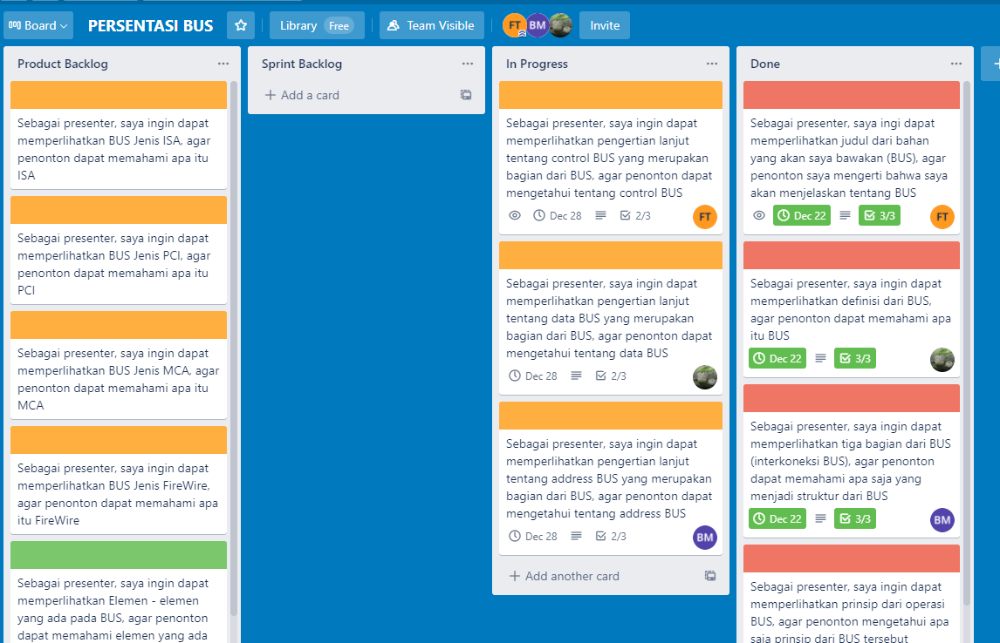 Board
PERSENTASI BUS
Library Free
Team Visible
FT
BM
Invite
Product Backlog
Sebagai presenter, saya ingin dapat
memperlihatkan BUS Jenis ISA, agar
penonton dapat memahami apa itu
ISA
Sebagai presenter, saya ingin dapat
memperlihatkan BUS Jenis PCI, agar
penonton dapat memahami apa itu
PCI
Sebagai presenter, saya ingin dapat
memperlihatkan BUS Jenis MCA, agar
penonton dapat memahami apa itu
MCA
Sebagai presenter, saya ingin dapat
memperlihatkan BUS Jenis FireWire,
agar penonton dapat memahami apa
itu FireWire
Sebagai presenter, saya ingin dapat
memperlihatkan Elemen - elemen
yang ada pada BUS, agar penonton
dapat memahami elemen yang ada
Sprint Backlog
+ Add a card
In Progress
Sebagai presenter, saya ingin dapat
memperlihatkan pengertian lanjut
tentang control BUS yang merupakan
bagian dari BUS, agar penonton dapat
mengetahui tentang control BUS
Dec 28 2/3 FT
Sebagai presenter, saya ingin dapat
memperlihatkan pengertian lanjut
tentang data BUS yang merupakan
bagian dari BUS, agar penonton dapat
mengetahui tentang data BUS
Dec 28 2/3
Sebagai presenter, saya ingin dapat
memperlihatkan pengertian lanjut
tentang address BUS yang merupakan
bagian dari BUS, agar penonton dapat
mengetahui tentang address BUS
Dec 28 2/3 BM
+ Add another card
Done
Sebagai presenter, saya ingi dapat
memperlihatkan judul dari bahan
yang akan saya bawakan (BUS), agar
penonton saya mengerti bahwa saya
akan menjelaskan tentang BUS
Dec 22 3/3 FT
Sebagai presenter, saya ingin dapat
memperlihatkan definisi dari BUS,
agar penonton dapat memahami apa
itu BUS
Dec 22 3/3
Sebagai presenter, saya ingin dapat
memperlihatkan tiga bagian dari BUS
(interkoneksi BUS), agar penonton
dapat memahami apa saja yang
menjadi struktur dari BUS
Dec 22 3/3 BM
Sebagai presenter, saya ingin dapat
memperlihatkan prinsip dari operasi
BUS, agar penonton mengetahui apa
saja prinsip dari BUS tersebut